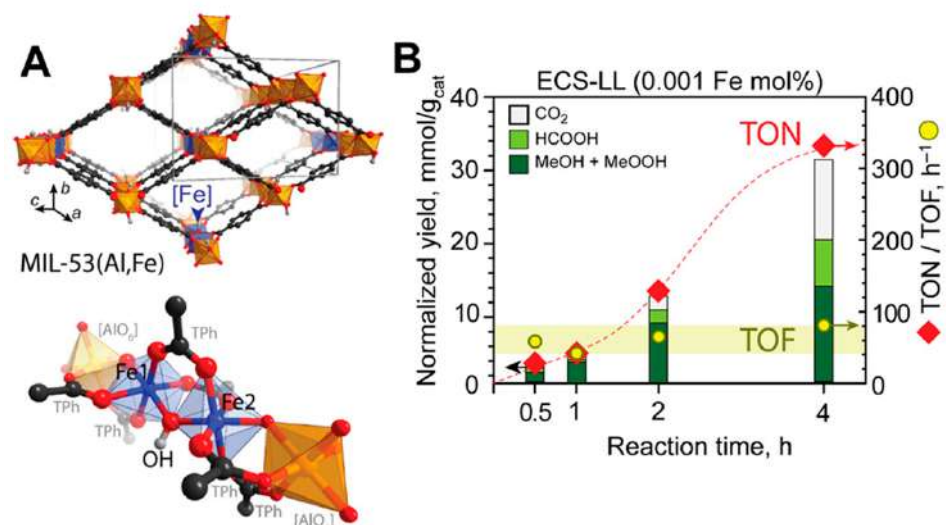 A
b
c
a
[Fe]
MIL-53(Al,Fe)
[AlO6]
TPh
Fe1
TPh
Fe2
TPh
OH
TPh
TPh
[AlO
B
ECS-LL (0.001 Fe mol%)
40
30
20
10
0
Normalized yield, mmol/gcat
CO2
HCOOH
MeOH + MeOOH
TON
TOF
400
300
200
100
0
TON / TOF, h⁻¹
0.5
1
2
4
Reaction time, h